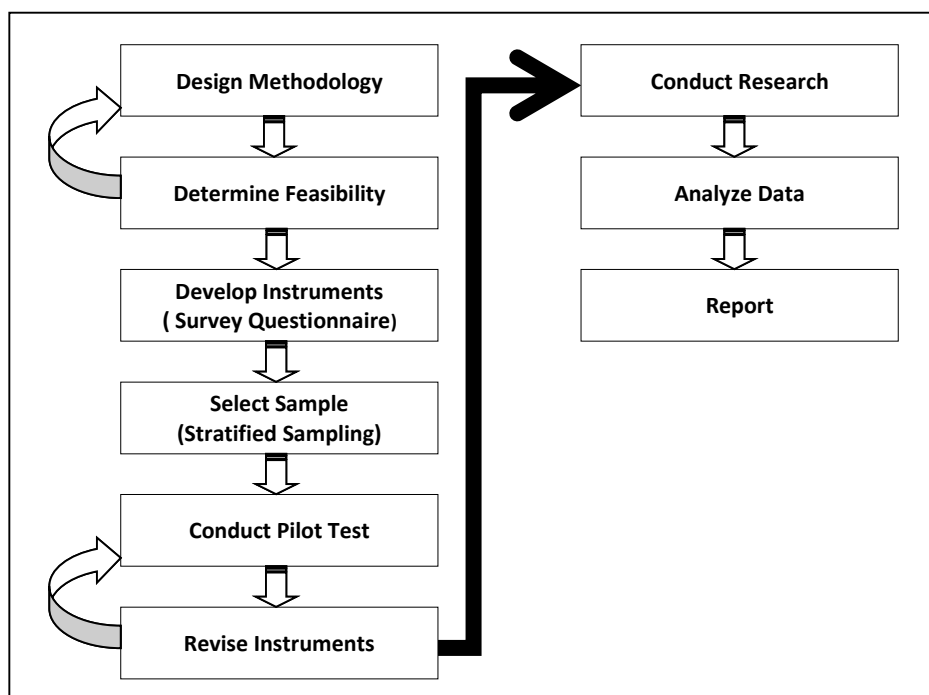 Design Methodology
Determine Feasibility
Develop Instruments
( Survey Questionnaire)
Select Sample
(Stratified Sampling)
Conduct Pilot Test
Revise Instruments
Conduct Research
Analyze Data
Report